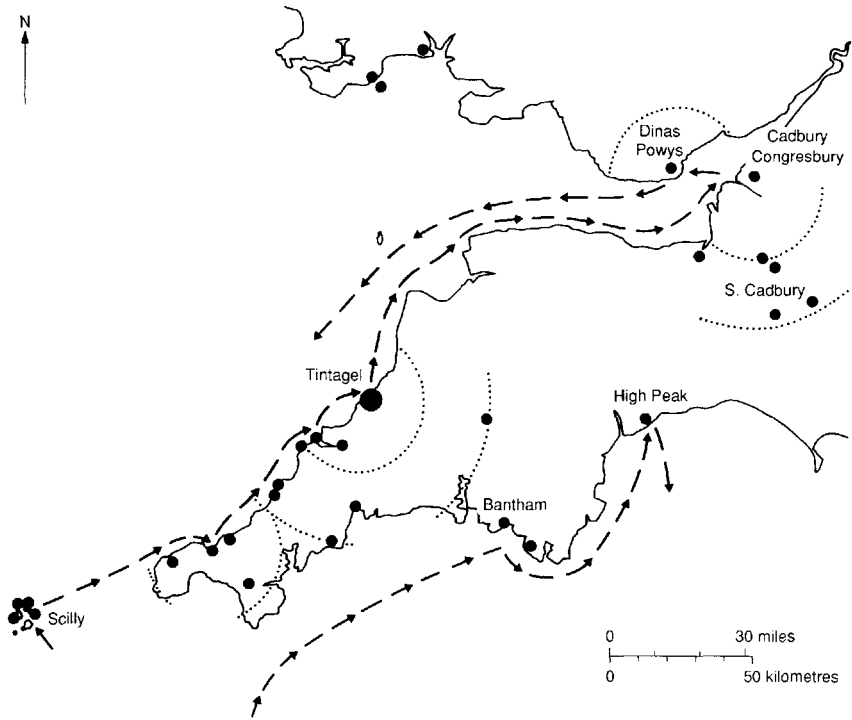 N
Dinas
Powys
Cadbury
Congresbury
S. Cadbury
Tintagel
High Peak
Bantham
Scilly
0 30 miles
0 50 kilometres